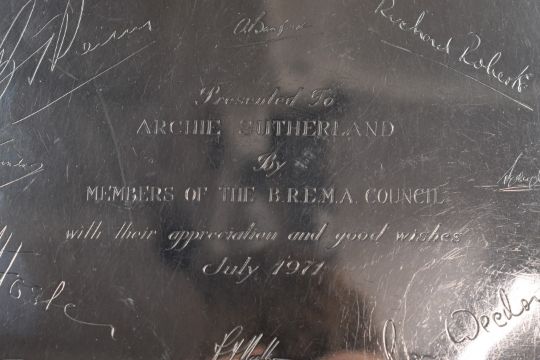 Richard Roberts
Presented To
ARCHIE SUTHERLAND
By
MEMBERS OF THE B.R.E.M.A. COUNCIL
with their appreciation and good wishes
July 1971